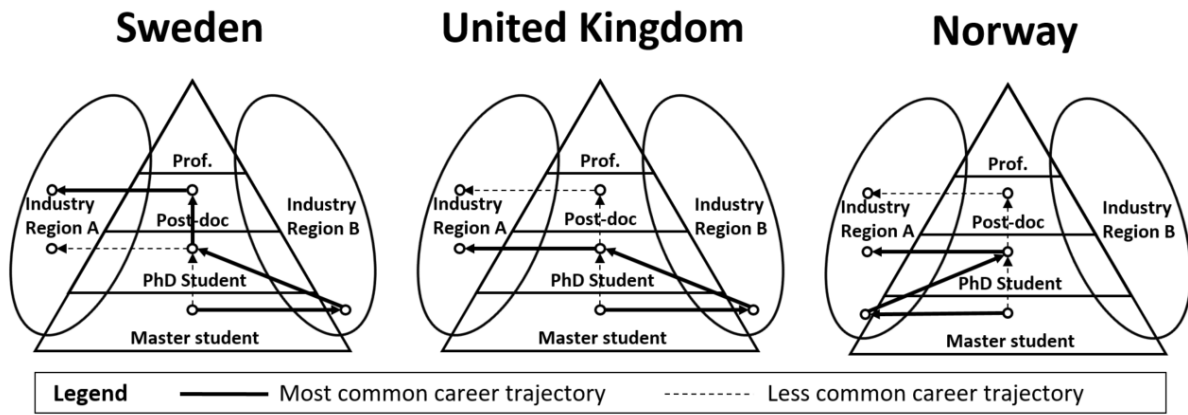 Sweden
United Kingdom
Norway
Prof.
Industry
Region A
Post-doc
Industry
Region B
PhD Student
Master student
Prof.
Industry
Region A
Post-doc
Industry
Region B
PhD Student
Master student
Prof.
Industry
Region A
Post-doc
Industry
Region B
PhD Student
Master student
Legend
Most common career trajectory
Less common career trajectory